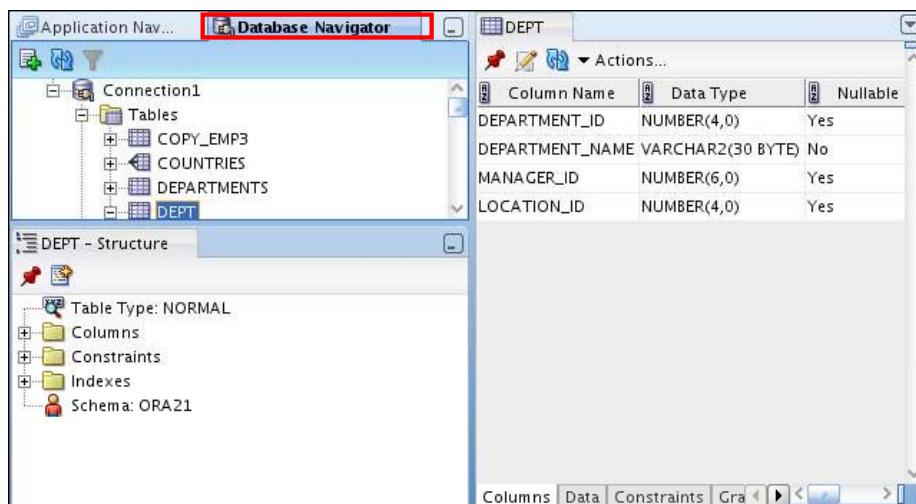 Application Nav...
Database Navigator
Connection1
Tables
COPY_EMP3
COUNTRIES
DEPARTMENTS
DEPT
DEPT - Structure
Table Type: NORMAL
Columns
Constraints
Indexes
Schema: ORA21
DEPT
Actions...
Column Name Data Type Nullable
DEPARTMENT_ID NUMBER(4,0) Yes
DEPARTMENT_NAME VARCHAR2(30 BYTE) No
MANAGER_ID NUMBER(6,0) Yes
LOCATION_ID NUMBER(4,0) Yes
Columns Data Constraints Gra